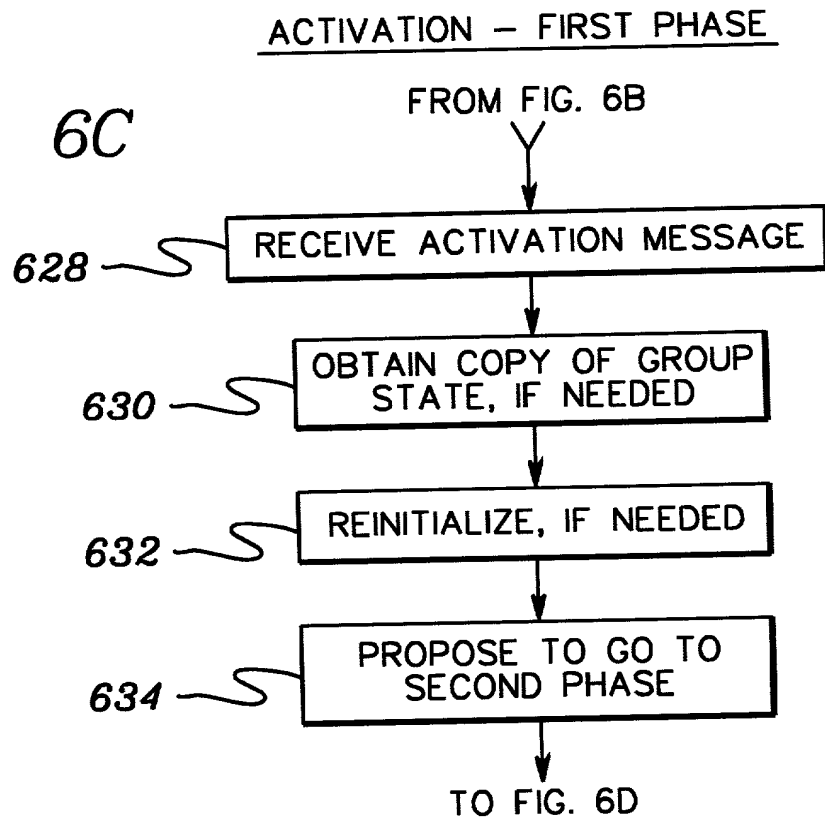 ACTIVATION - FIRST PHASE
FROM FIG. 6B
6C
RECEIVE ACTIVATION MESSAGE
628
OBTAIN COPY OF GROUP
STATE, IF NEEDED
630
REINITIALIZE, IF NEEDED
632
PROPOSE TO GO TO
SECOND PHASE
634
TO FIG. 6D